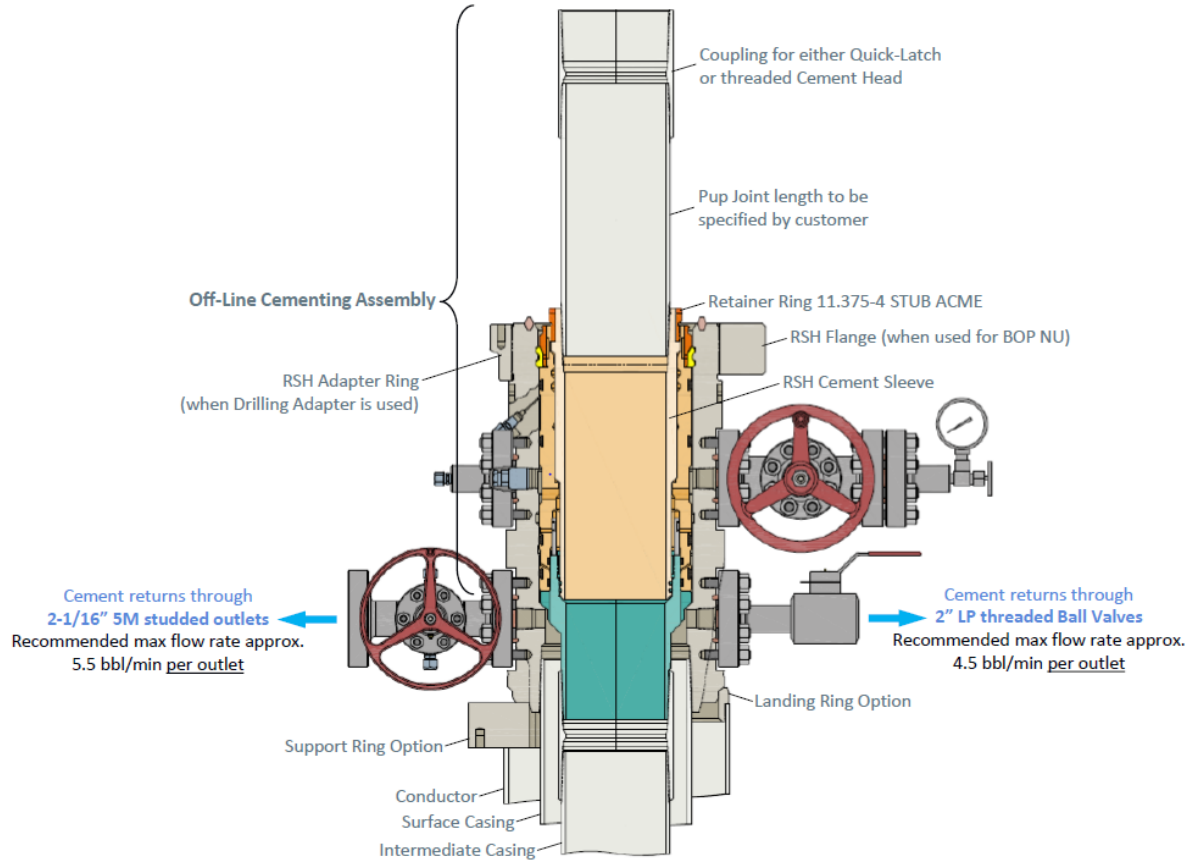 Coupling for either Quick-Latch
or threaded Cement Head
Pup Joint length to be
specified by customer
Off-Line Cementing Assembly
Retainer Ring 11.375-4 STUB ACME
RSH Flange (when used for BOP NU)
RSH Adapter Ring
(when Drilling Adapter is used)
RSH Cement Sleeve
Cement returns through
2-1/16” 5M studded outlets
Recommended max flow rate approx.
5.5 bbl/min per outlet
Cement returns through
2” LP threaded Ball Valves
Recommended max flow rate approx.
4.5 bbl/min per outlet
Landing Ring Option
Support Ring Option
Conductor
Surface Casing
Intermediate Casing